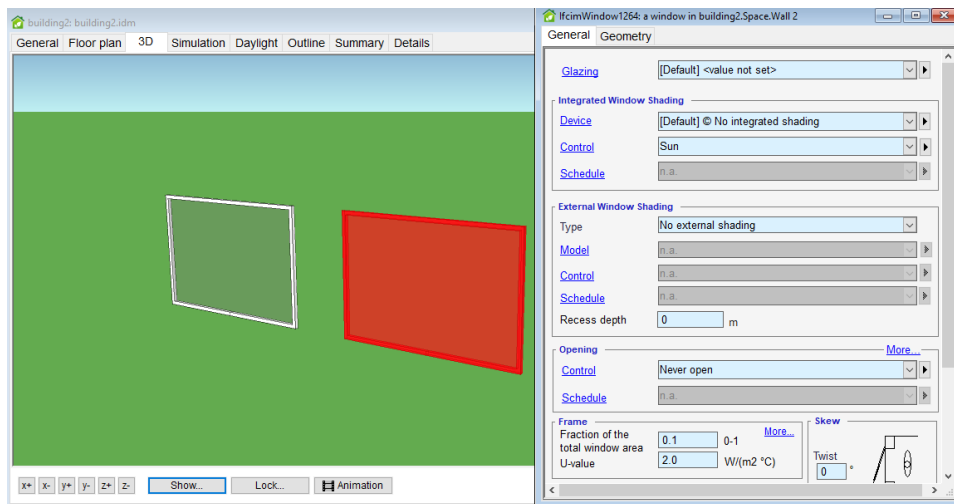 building2: building2.idm
General Floor plan 3D Simulation Daylight Outline Summary Details
x+ x- y+ y- z+ z- Show... Lock... Animation
IfcimWindow1264: a window in building2.Space.Wall 2
General Geometry
Glazing [Default] <value not set>
Integrated Window Shading
Device [Default] © No integrated shading
Control Sun
Schedule n.a.
External Window Shading
Type No external shading
Model n.a.
Control n.a.
Schedule n.a.
Recess depth 0 m
Opening More...
Control Never open
Schedule n.a.
Frame
Fraction of the total window area 0.1 0-1 More...
U-value 2.0 W/(m2 °C)
Skew
Twist
0 °